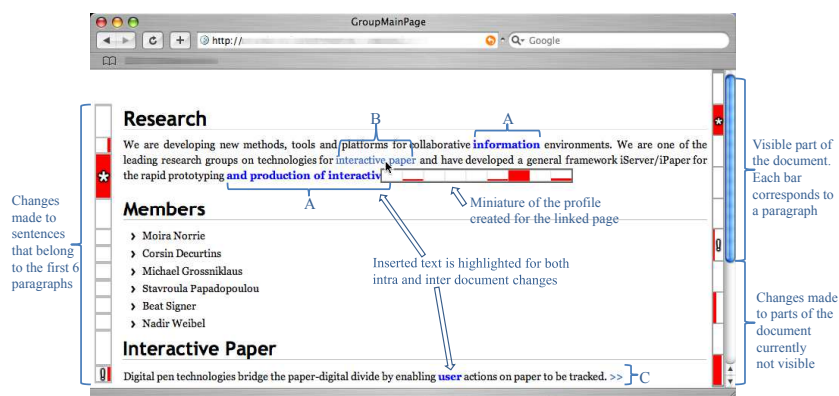 GroupMainPage
http://
Google
B
A
Research
We are developing new methods, tools and platforms for collaborative information environments. We are one of the
leading research groups on technologies for interactive paper and have developed a general framework iServer/iPaper for
the rapid prototyping and production of interactiv
A
Miniature of the profile
created for the linked page
Members
Moira Norrie
Corsin Decurtins
Michael Grossniklaus
Stavroula Papadopoulou
Beat Signer
Nadir Weibel
Inserted text is highlighted for both
intra and inter document changes
Interactive Paper
Digital pen technologies bridge the paper-digital divide by enabling user actions on paper to be tracked. >>
C
Changes
made to
sentences
that belong
to the first 6
paragraphs
Visible part
of the document.
Each bar
corresponds to
a paragraph
Changes made
to parts of the
document
currently
not visible